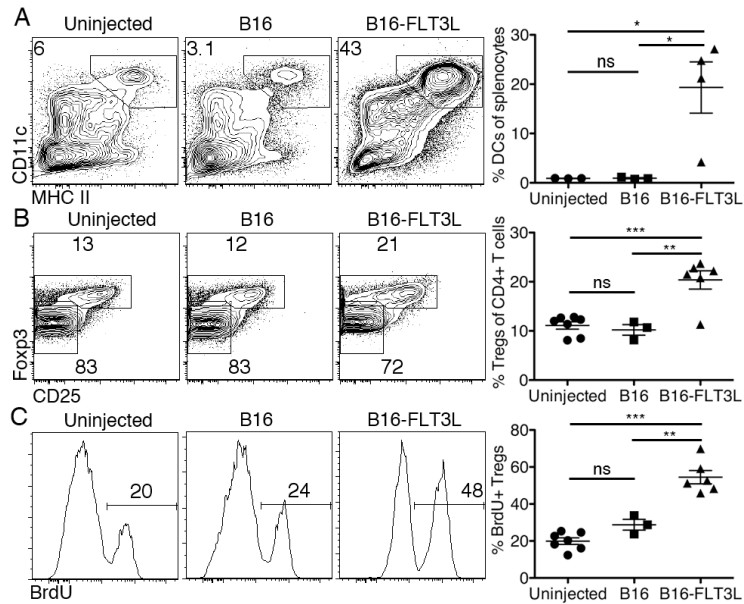 A
Uninjected
B16
B16-FLT3L
6
3.1
43
CD11c
MHC II
% DCs of splenocytes
30
20
10
0
*
*
ns
Uninjected
B16
B16-FLT3L
B
Uninjected
B16
B16-FLT3L
13
12
21
83
83
72
Foxp3
CD25
% Tregs of CD4+ T cells
30
20
10
0
***
**
ns
Uninjected
B16
B16-FLT3L
C
Uninjected
B16
B16-FLT3L
20
24
48
BrdU
% BrdU+ Tregs
80
60
40
20
0
***
**
ns
Uninjected
B16
B16-FLT3L